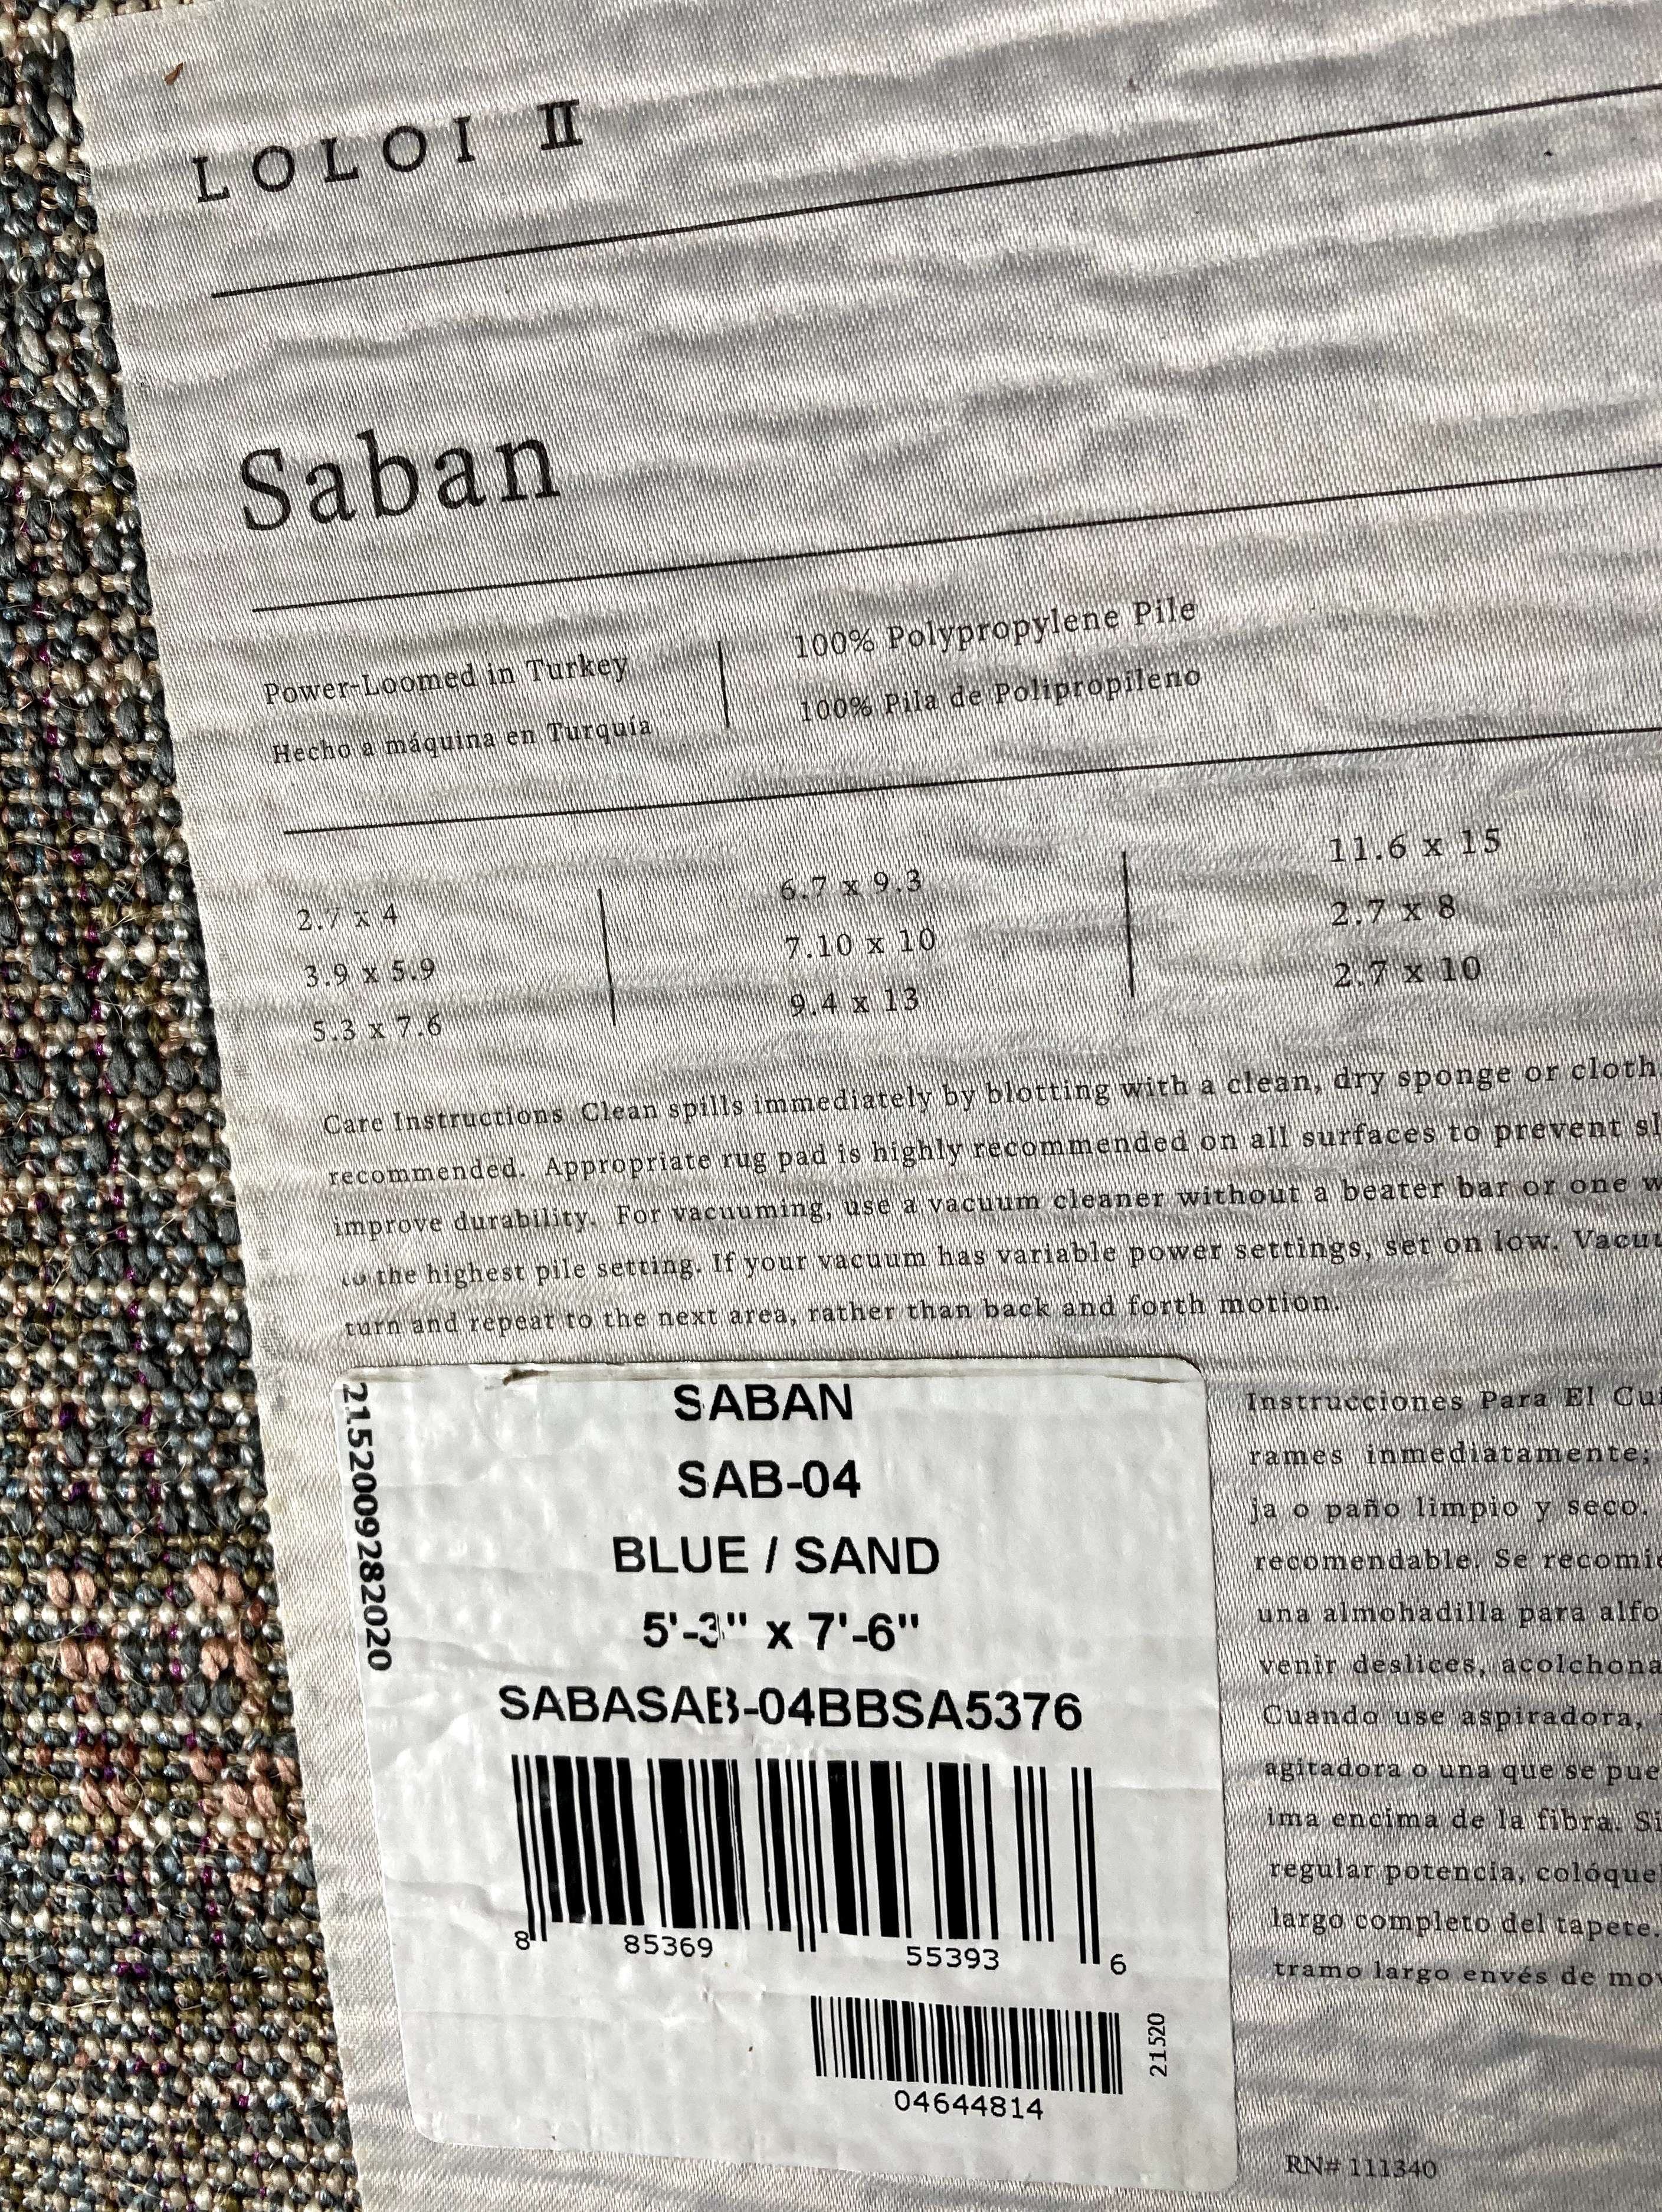 LOLOI II
Saban
Power-Loomed in Turkey
Hecho a máquina en Turquía
100% Polypropylene Pile
100% Pila de Polipropileno
2.7 x 4
3.9 x 5.9
5.3 x 7.6
6.7 x 9.3
7.10 x 10
9.4 x 13
11.6 x 15
2.7 x 8
2.7 x 10
Care Instructions Clean spills immediately by blotting with a clean, dry sponge or cloth.
recommended. Appropriate rug pad is highly recommended on all surfaces to prevent sl
improve durability. For vacuuming, use a vacuum cleaner without a beater bar or one w
to the highest pile setting. If your vacuum has variable power settings, set on low. Vacuu
turn and repeat to the next area, rather than back and forth motion.
2152009282020
SABAN
SAB-04
BLUE / SAND
5'-3" x 7'-6"
SABASAB-04BBSA5376
8 85369 55393 6
21520
04644814
Instrucciones Para El Cui
rames inmediatamente;
ja o paño limpio y seco.
recomendable. Se recomie
una almohadilla para alfo
venir deslices, acolchona
Cuando use aspiradora,
agitadora o una que se pue
ima encima de la fibra. Si
regular potencia, colóque
largo completo del tapete.
tramo largo envés de mov
RN# 111340